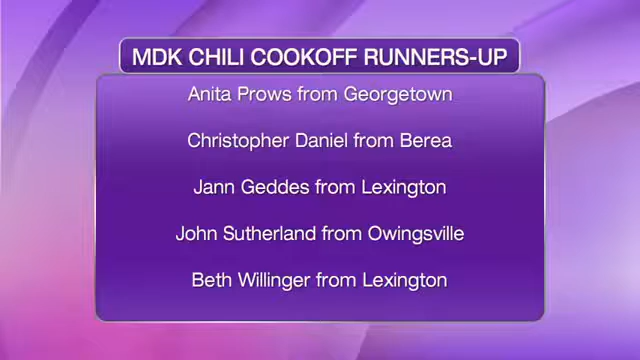 MDK CHILI COOKOFF RUNNERS-UP
Anita Prows from Georgetown
Christopher Daniel from Berea
Jann Geddes from Lexington
John Sutherland from Owingsville
Beth Willinger from Lexington